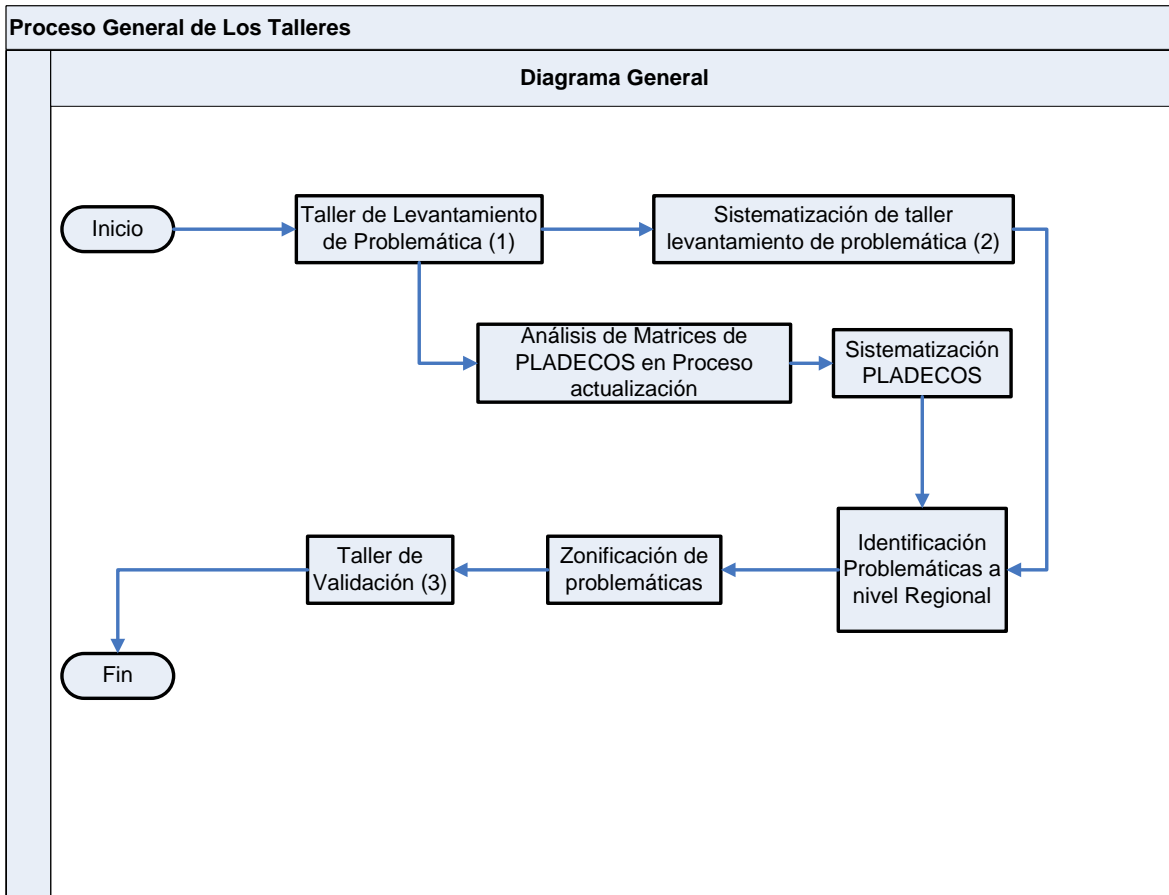 Proceso General de Los Talleres
Diagrama General
Inicio
Taller de Levantamiento
de Problemática (1)
Sistematización de taller
levantamiento de problemática (2)
Análisis de Matrices de
PLADECOS en Proceso
actualización
Sistematización
PLADECOS
Identificación
Problemáticas a
nivel Regional
Zonificación de
problemáticas
Taller de
Validación (3)
Fin